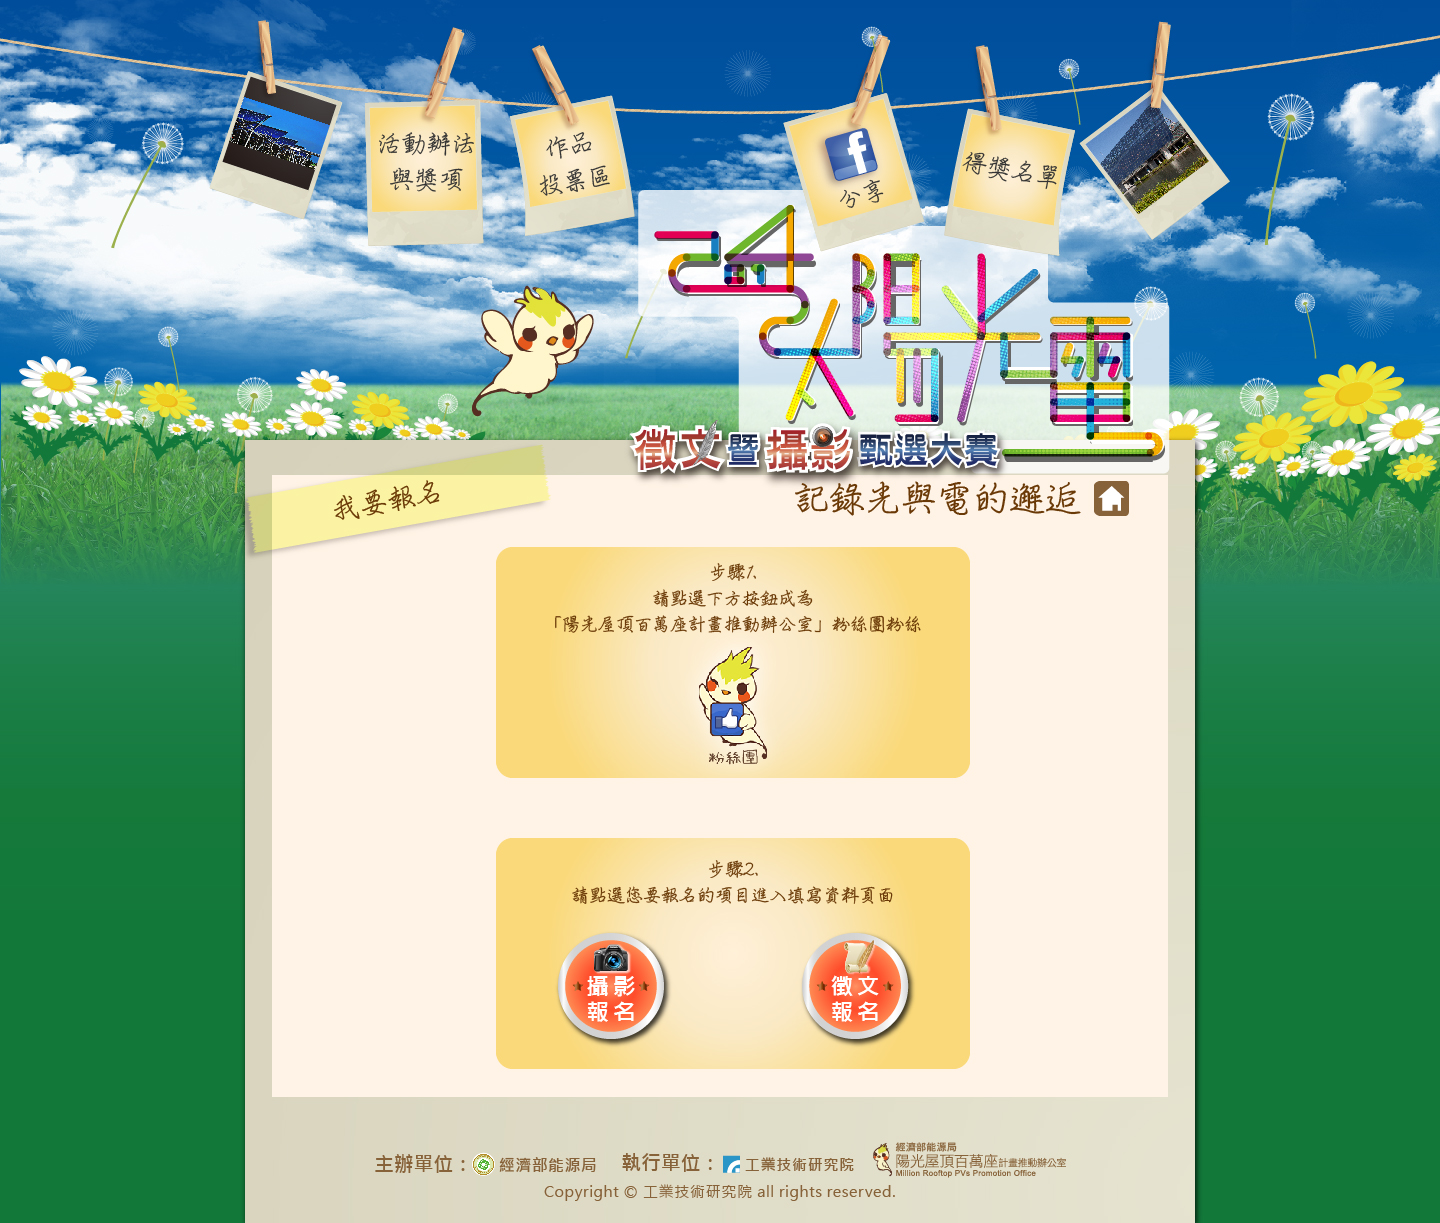 活動辦法
與獎項
作品
投票區
分享
得獎名單
徵文暨攝影甄選大賽
我要報名
記錄光與電的邂逅
步驟1.
請點選下方按鈕成為
「陽光屋頂百萬座計畫推動辦公室」粉絲團粉絲
粉絲團
步驟2.
請點選您要報名的項目進入填寫資料頁面
攝影
報名
徵文
報名
主辦單位：經濟部能源局 執行單位：工業技術研究院
經濟部能源局
陽光屋頂百萬座計畫推動辦公室
Million Rooftop PVs Promotion Office
Copyright © 工業技術研究院 all rights reserved.